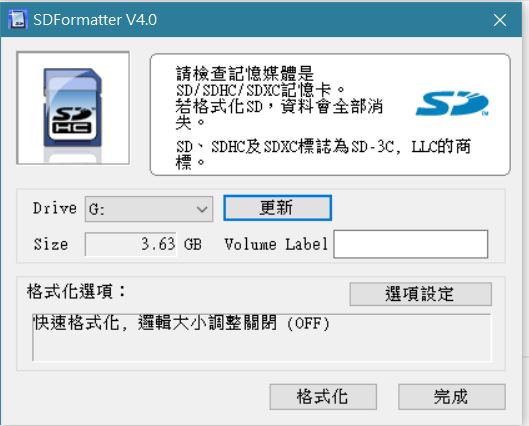 SDFormatter V4.0
請檢查記憶媒體是
SD/SDHC/SDXC記憶卡。
若格式化SD，資料會全部消
失。
SD、SDHC及SDXC標誌為SD-3C, LLC的商
標。
SD
HC
SD
TM
Drive G: 更新
Size 3.63 GB Volume Label
格式化選項： 選項設定
快速格式化, 邏輯大小調整關閉 (OFF)
格式化 完成